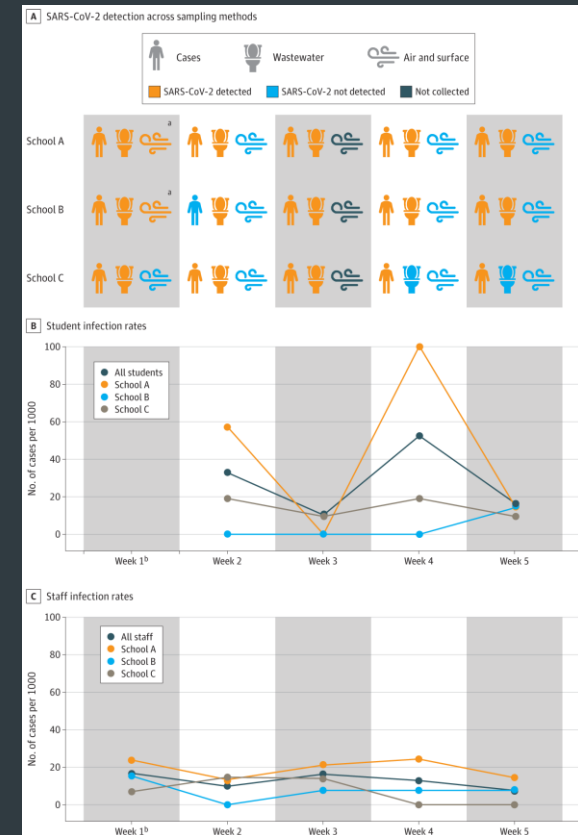 A SARS-CoV-2 detection across sampling methods
Cases Wastewater Air and surface
SARS-CoV-2 detected SARS-CoV-2 not detected Not collected
a
School A
a
School B
School C
B Student infection rates
100
80
60
40
20
0
No. of cases per 1000
All students
School A
School B
School C
Week 1b Week 2 Week 3 Week 4 Week 5
C Staff infection rates
100
80
60
40
20
0
No. of cases per 1000
All staff
School A
School B
School C
Week 1b Week 2 Week 3 Week 4 Week 5